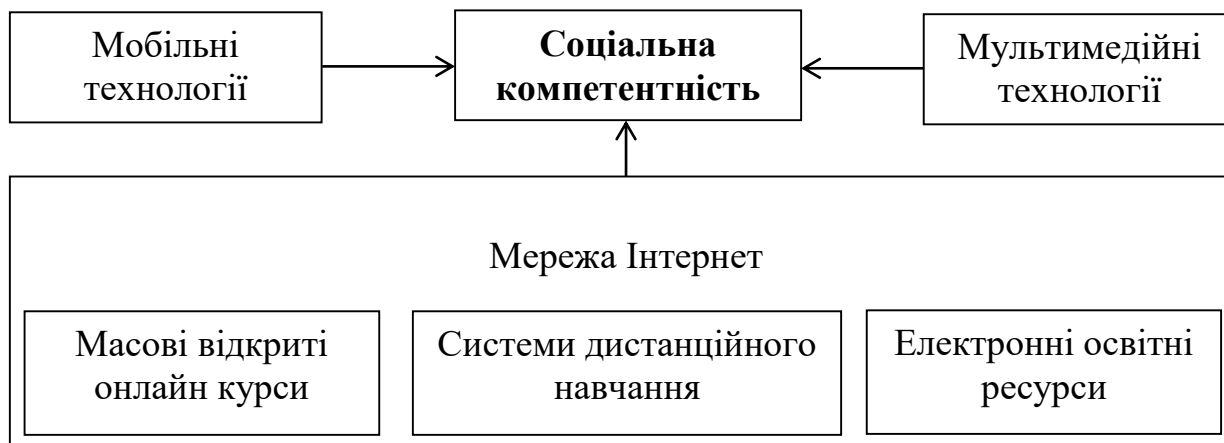 Мобільні
технології
Соціальна
компетентність
Мультимедійні
технології
Мережа Інтернет
Масові відкриті
онлайн курси
Системи дистанційного
навчання
Електронні освітні
ресурси